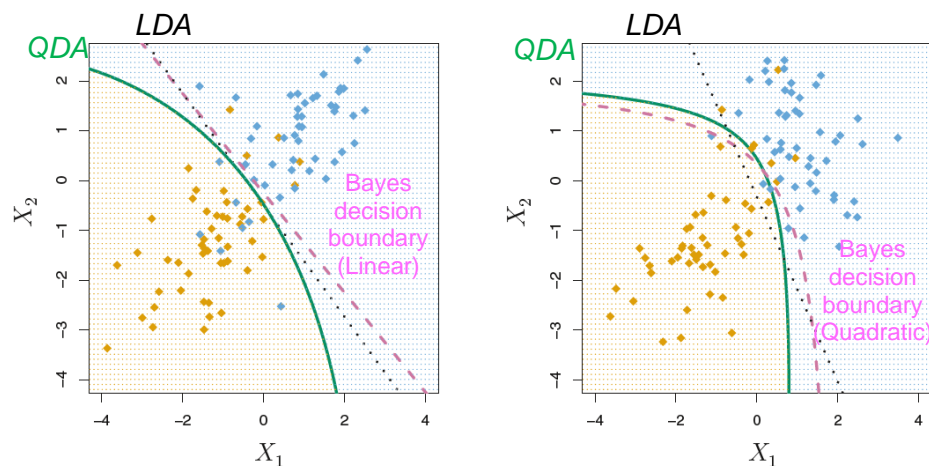 LDA
QDA
2
1
0
−1
−2
−3
−4
X2
Bayes
decision
boundary
(Linear)
−4
−2
0
2
4
X1
LDA
QDA
2
1
0
−1
−2
−3
−4
X2
Bayes
decision
boundary
(Quadratic)
−4
−2
0
2
4
X1